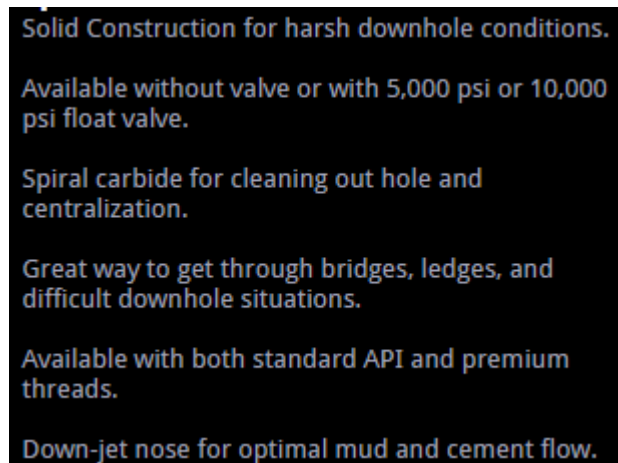 Solid Construction for harsh downhole conditions.
Available without valve or with 5,000 psi or 10,000
psi float valve.
Spiral carbide for cleaning out hole and
centralization.
Great way to get through bridges, ledges, and
difficult downhole situations.
Available with both standard API and premium
threads.
Down-jet nose for optimal mud and cement flow.